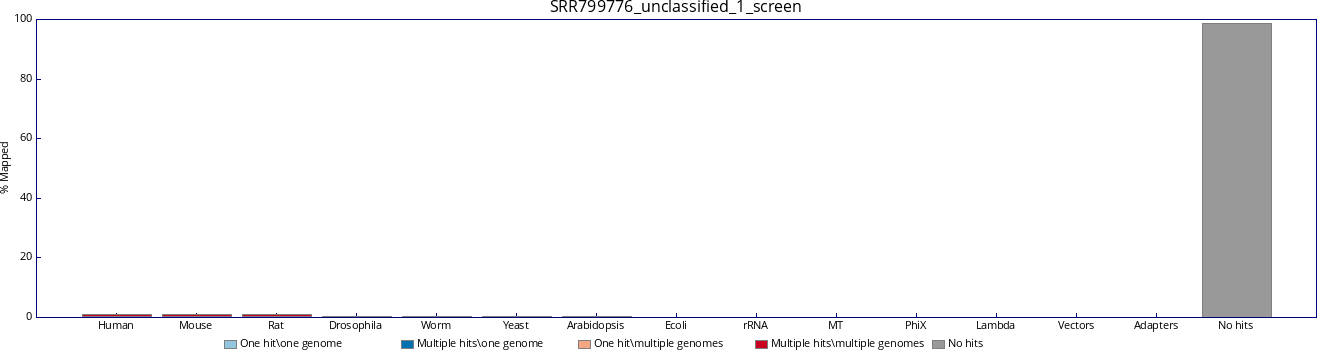 SRR799776_unclassified_1_screen
100
80
60
40
20
0
% Mapped
Human Mouse Rat Drosophila Worm Yeast Arabidopsis Ecoli rRNA MT PhiX Lambda Vectors Adapters No hits
One hit\one genome Multiple hits\one genome One hit\multiple genomes Multiple hits\multiple genomes No hits